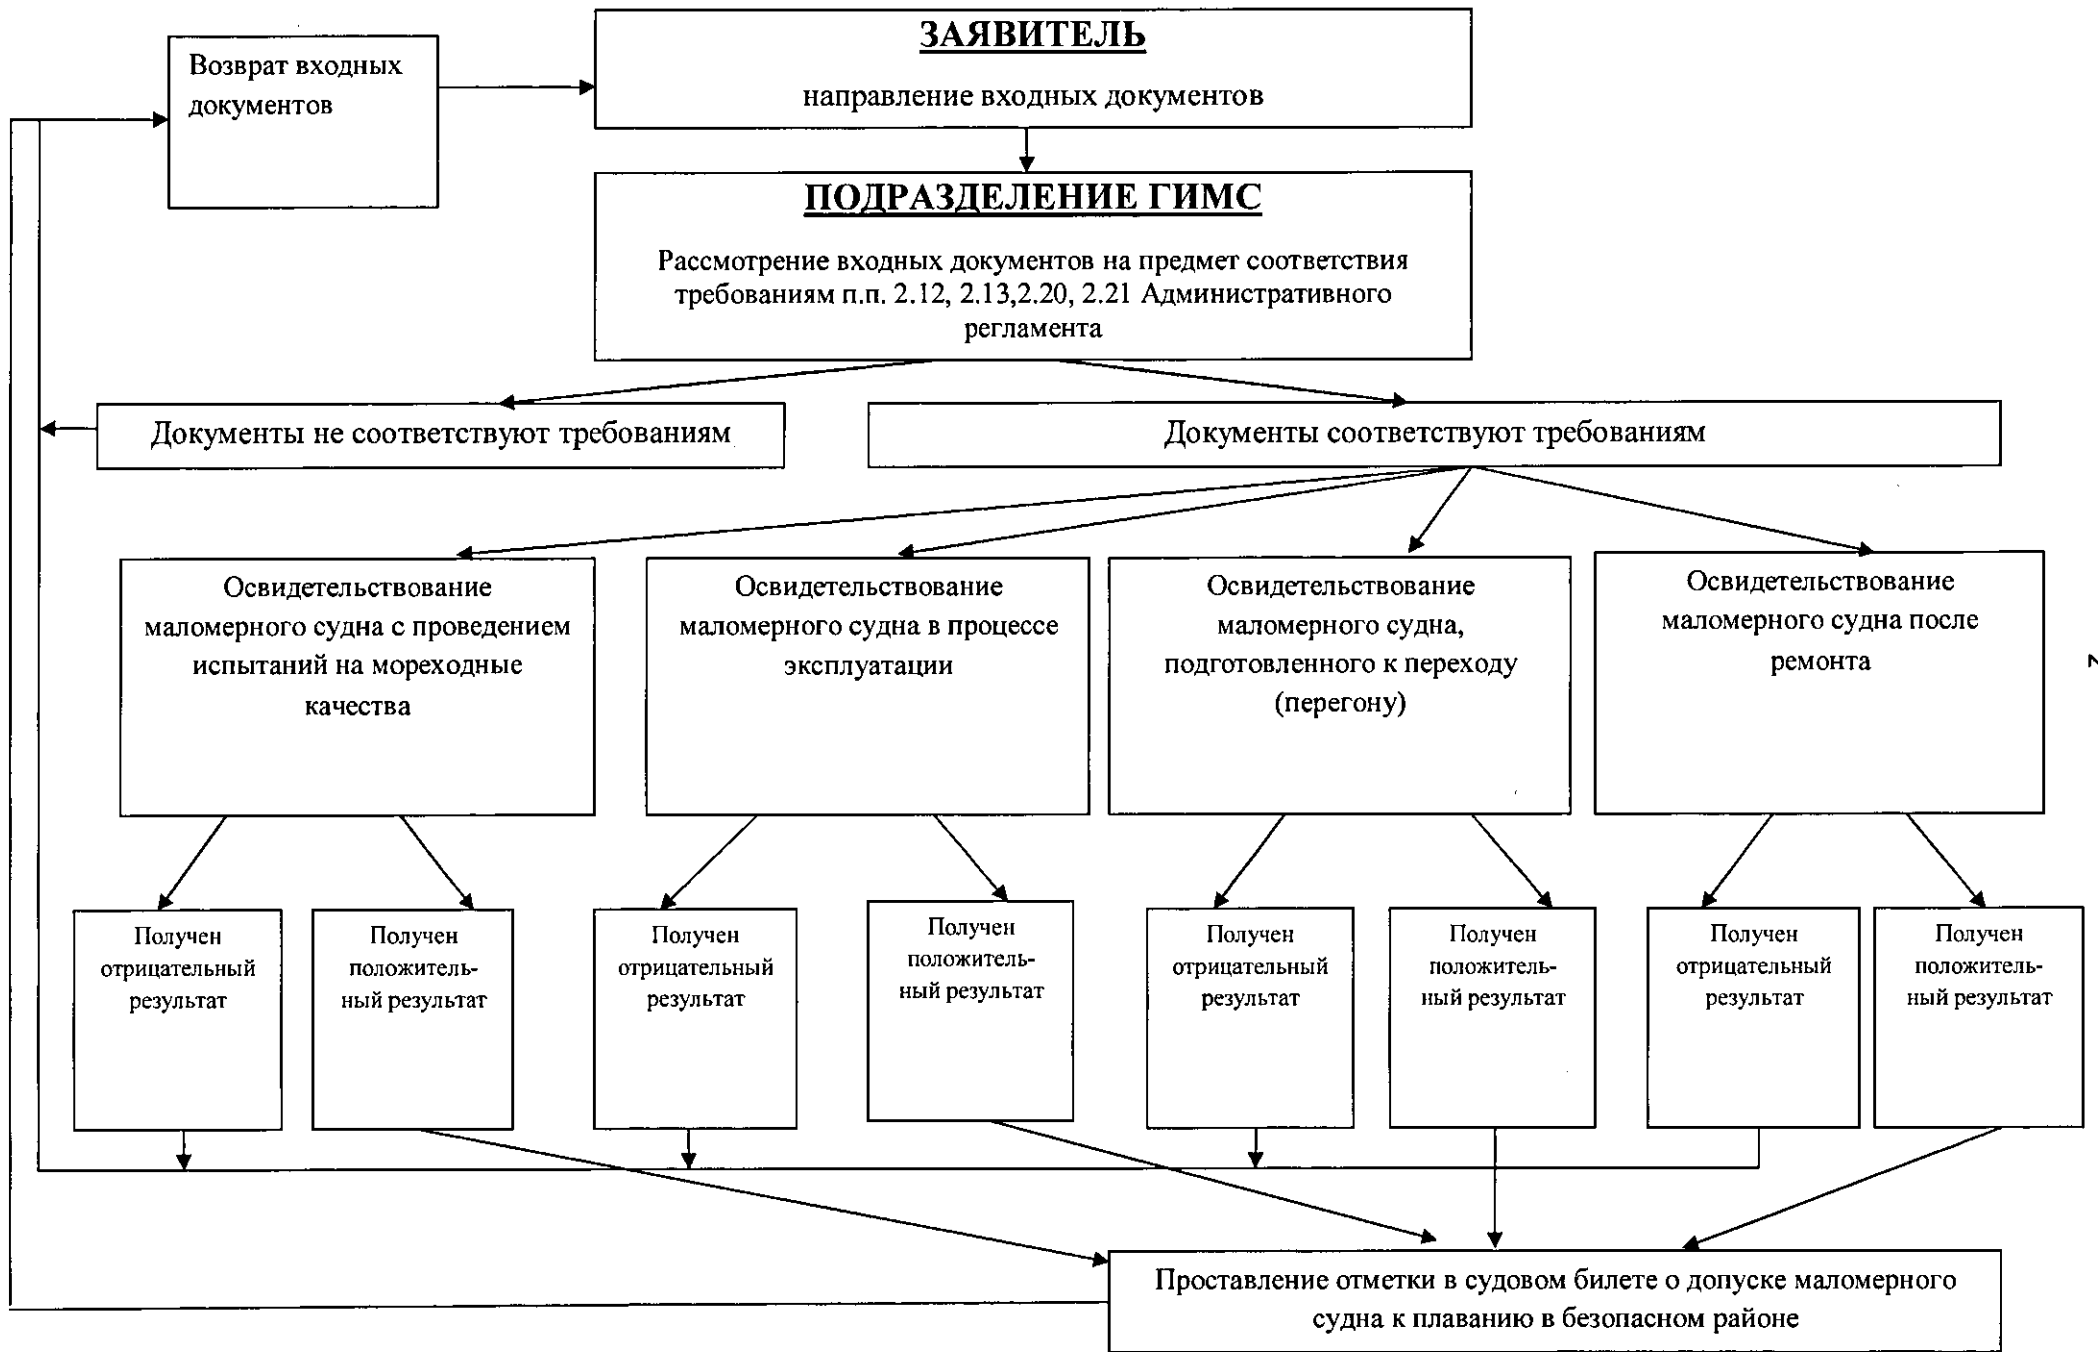 ЗАЯВИТЕЛЬ
направление входных документов
Возврат входных
документов
ПОДРАЗДЕЛЕНИЕ ГИМС
Рассмотрение входных документов на предмет соответствия
требованиям п.п. 2.12, 2.13,2.20, 2.21 Административного
регламента
Документы не соответствуют требованиям
Документы соответствуют требованиям
Освидетельствование
маломерного судна с проведением
испытаний на мореходные
качества
Освидетельствование
маломерного судна в процессе
эксплуатации
Освидетельствование
маломерного судна,
подготовленного к переходу
(перегону)
Освидетельствование
маломерного судна после
ремонта
2
Получен
отрицательный
результат
Получен
положитель-
ный результат
Получен
отрицательный
результат
Получен
положитель-
ный результат
Получен
отрицательный
результат
Получен
положитель-
ный результат
Получен
отрицательный
результат
Получен
положитель-
ный результат
Проставление отметки в судовом билете о допуске маломерного
судна к плаванию в безопасном районе